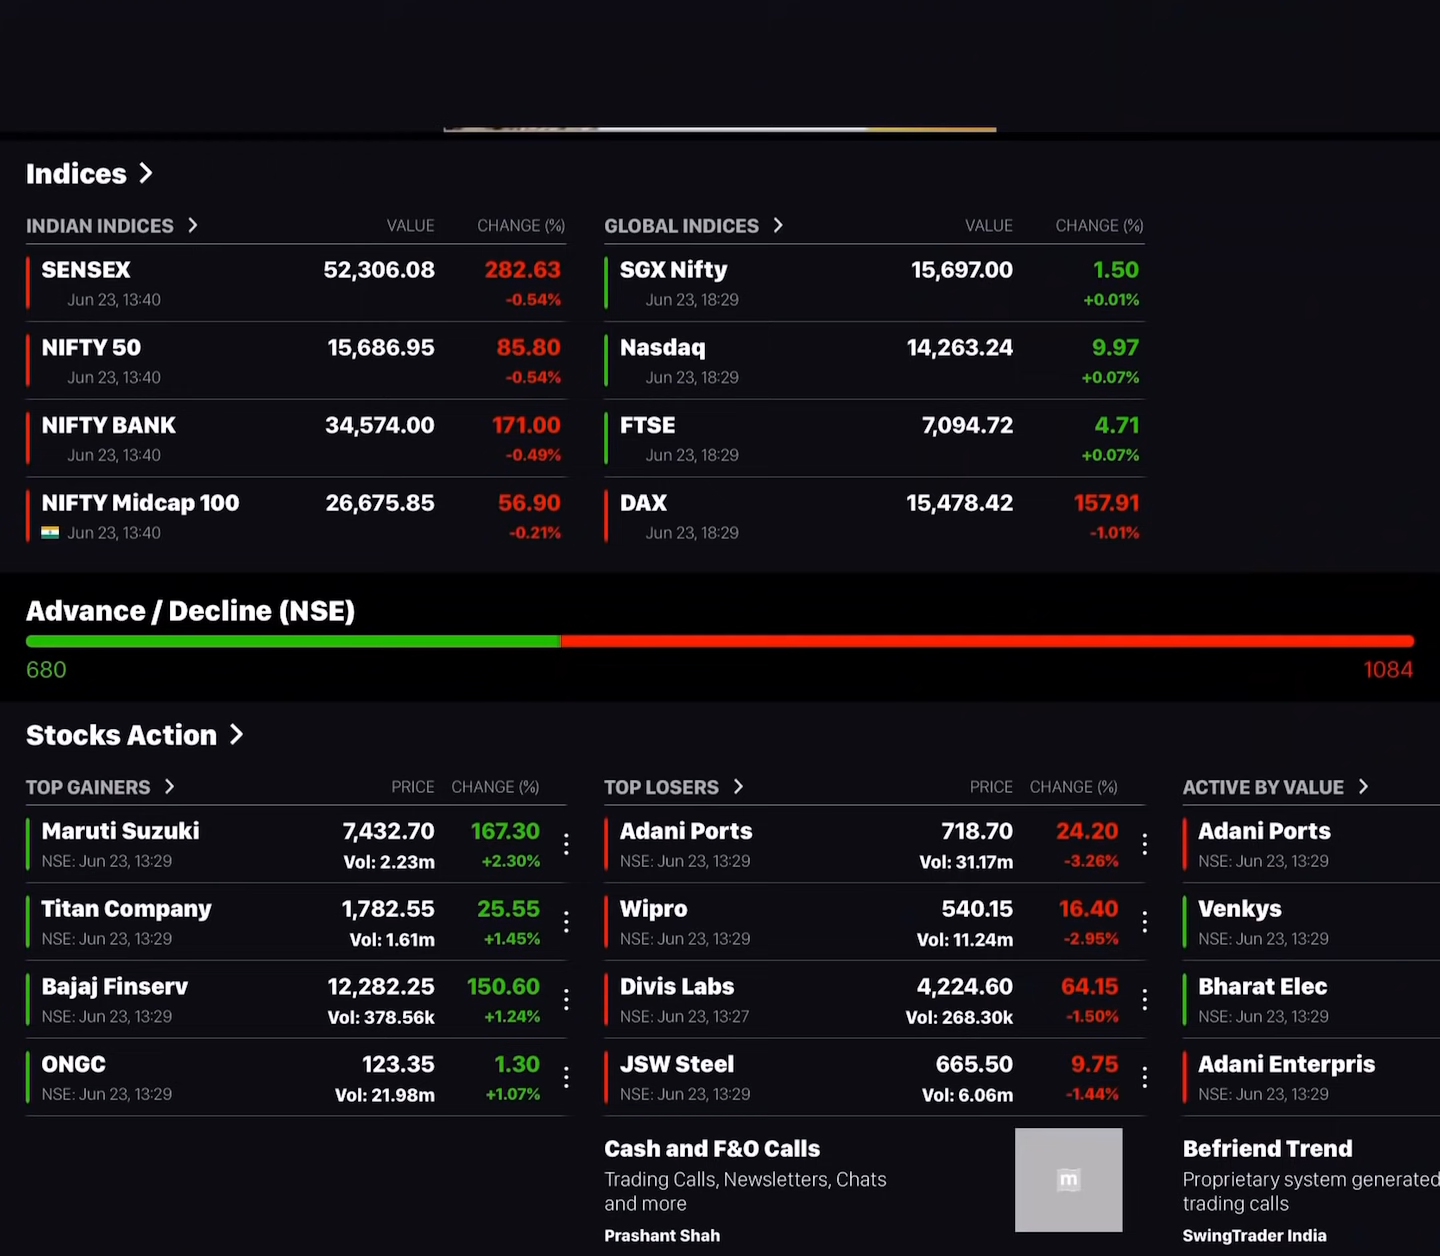 Indices
INDIAN INDICES VALUE CHANGE (%)
SENSEX 52,306.08 282.63
Jun 23, 13:40 -0.54%
NIFTY 50 15,686.95 85.80
Jun 23, 13:40 -0.54%
NIFTY BANK 34,574.00 171.00
Jun 23, 13:40 -0.49%
NIFTY Midcap 100 26,675.85 56.90
Jun 23, 13:40 -0.21%
GLOBAL INDICES VALUE CHANGE (%)
SGX Nifty 15,697.00 1.50
Jun 23, 18:29 +0.01%
Nasdaq 14,263.24 9.97
Jun 23, 18:29 +0.07%
FTSE 7,094.72 4.71
Jun 23, 18:29 +0.07%
DAX 15,478.42 157.91
Jun 23, 18:29 -1.01%
Advance / Decline (NSE)
680 1084
Stocks Action
TOP GAINERS PRICE CHANGE (%)
Maruti Suzuki 7,432.70 167.30
NSE: Jun 23, 13:29 Vol: 2.23m +2.30%
Titan Company 1,782.55 25.55
NSE: Jun 23, 13:29 Vol: 1.61m +1.45%
Bajaj Finserv 12,282.25 150.60
NSE: Jun 23, 13:29 Vol: 378.56k +1.24%
ONGC 123.35 1.30
NSE: Jun 23, 13:29 Vol: 21.98m +1.07%
TOP LOSERS PRICE CHANGE (%)
Adani Ports 718.70 24.20
NSE: Jun 23, 13:29 Vol: 31.17m -3.26%
Wipro 540.15 16.40
NSE: Jun 23, 13:29 Vol: 11.24m -2.95%
Divis Labs 4,224.60 64.15
NSE: Jun 23, 13:27 Vol: 268.30k -1.50%
JSW Steel 665.50 9.75
NSE: Jun 23, 13:29 Vol: 6.06m -1.44%
ACTIVE BY VALUE
Adani Ports
NSE: Jun 23, 13:29
Venkys
NSE: Jun 23, 13:29
Bharat Elec
NSE: Jun 23, 13:29
Adani Enterpris
NSE: Jun 23, 13:29
Cash and F&O Calls
Trading Calls, Newsletters, Chats
and more
Prashant Shah
m
Befriend Trend
Proprietary system generated
trading calls
SwingTrader India